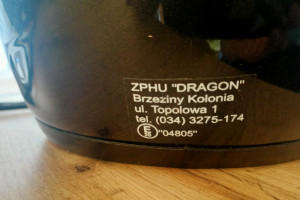 ZPHU "DRAGON"
Brzeziny Kolonia
ul. Topolowa 1
tel. (034) 3275-174
E "04805"